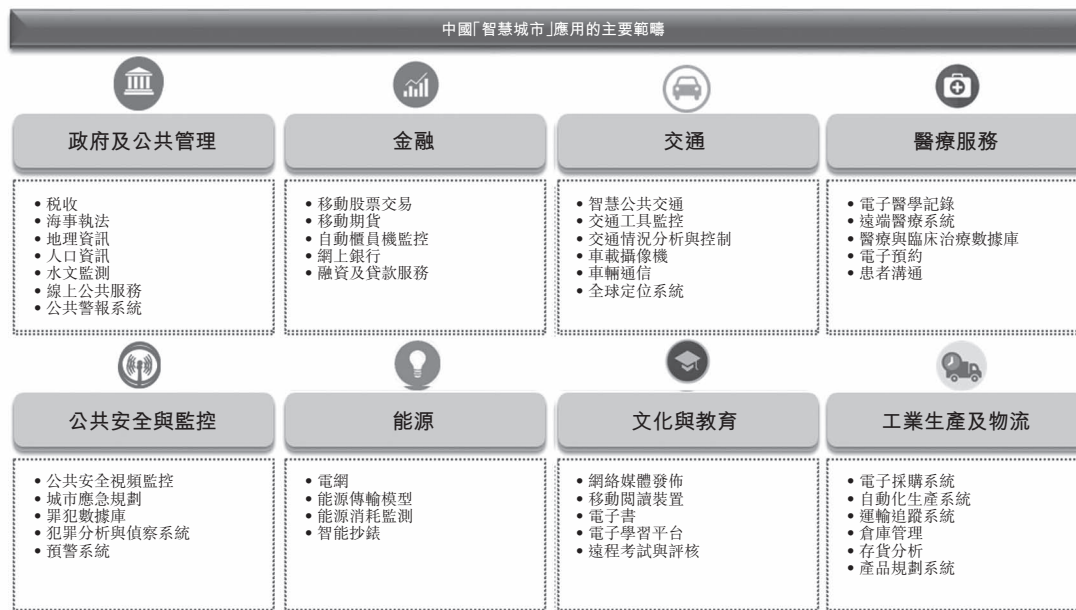 中國「智慧城市」應用的主要範疇
政府及公共管理
• 稅收
• 海事執法
• 地理資訊
• 人口資訊
• 水文監測
• 線上公共服務
• 公共警報系統
金融
• 移動股票交易
• 移動期貨
• 自動櫃員機監控
• 網上銀行
• 融資及貸款服務
交通
• 智慧公共交通
• 交通工具監控
• 交通情況分析與控制
• 車載攝像機
• 車輛通信
• 全球定位系統
醫療服務
• 電子醫學記錄
• 遠端醫療系統
• 醫療與臨床治療數據庫
• 電子預約
• 患者溝通
公共安全與監控
• 公共安全視頻監控
• 城市應急規劃
• 罪犯數據庫
• 犯罪分析與偵察系統
• 預警系統
能源
• 電網
• 能源傳輸模型
• 能源消耗監測
• 智能抄錶
文化與教育
• 網絡媒體發佈
• 移動閱讀裝置
• 電子書
• 電子學習平台
• 遠程考試與評核
工業生產及物流
• 電子採購系統
• 自動化生產系統
• 運輸追蹤系統
• 倉庫管理
• 存貨分析
• 產品規劃系統